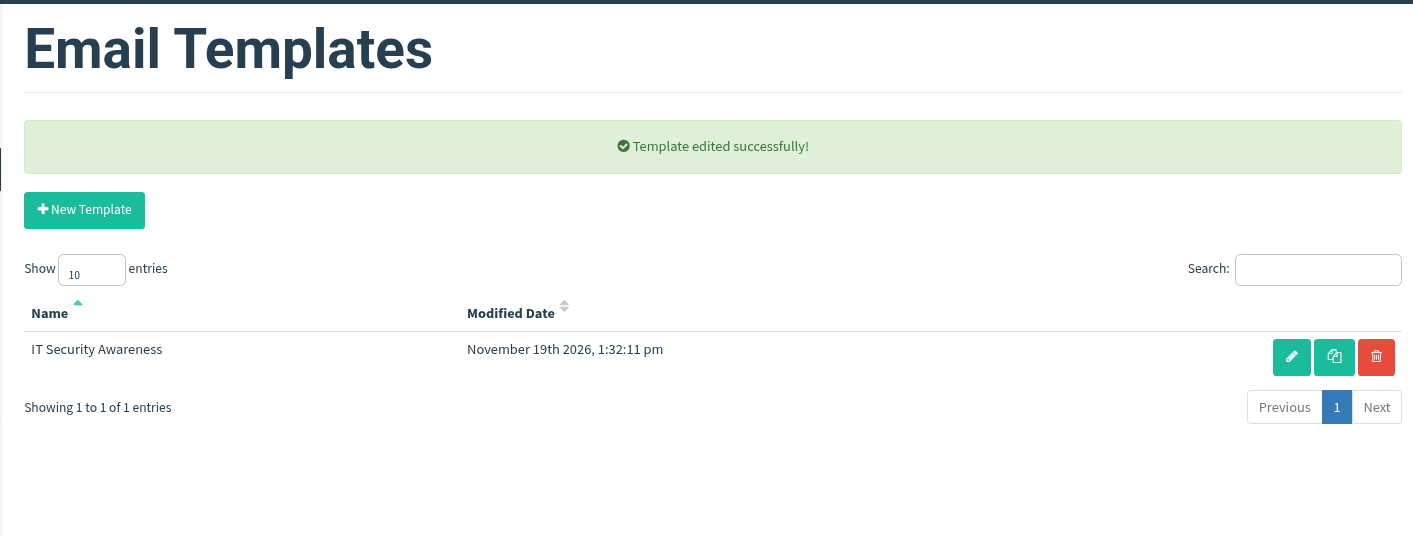 Email Templates
Template edited successfully!
New Template
Show 10 entries
Search:
Name Modified Date
IT Security Awareness November 19th 2026, 1:32:11 pm
Showing 1 to 1 of 1 entries
Previous 1 Next